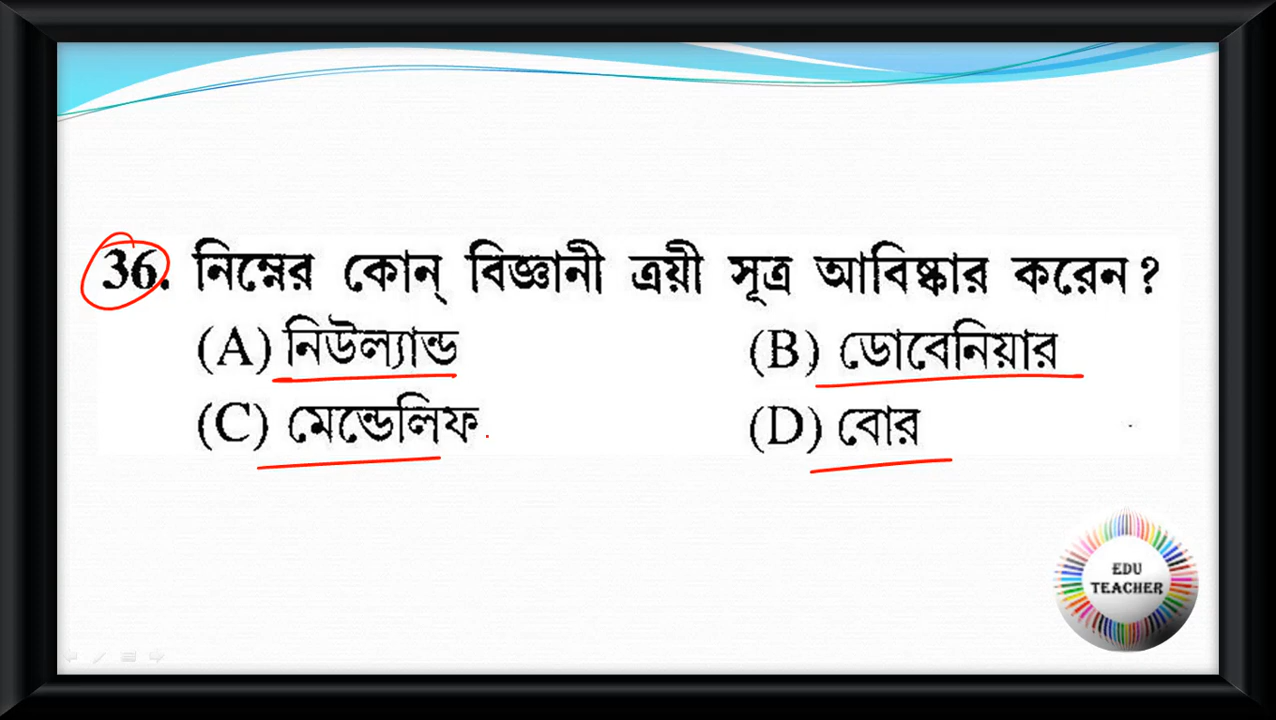 36. নিম্নের কোন্ বিজ্ঞানী ত্রয়ী সূত্র আবিষ্কার করেন?
(A) নিউল্যান্ড (B) ডোবেনিয়ার
(C) মেন্ডেলিফ (D) বোর
EDU
TEACHER